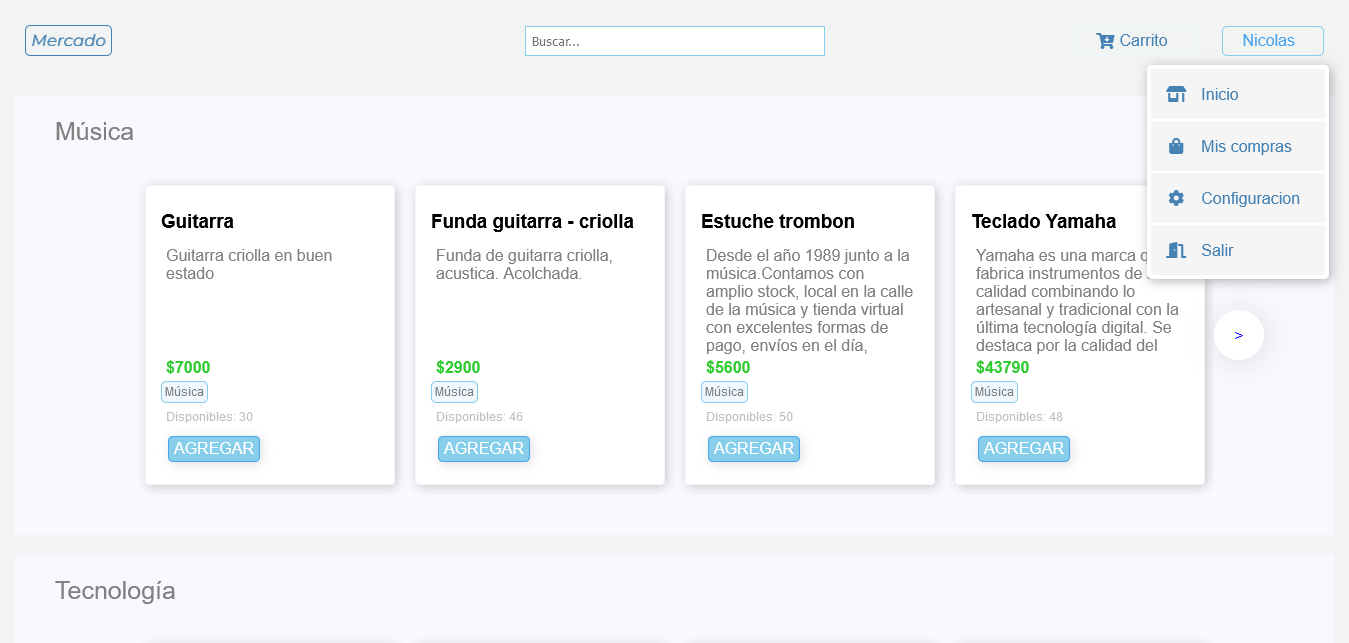 Mercado
Buscar...
Carrito
Nicolas
Inicio
Mis compras
Configuracion
Salir
Música
Guitarra
Guitarra criolla en buen
estado
$7000
Música
Disponibles: 30
AGREGAR
Funda guitarra - criolla
Funda de guitarra criolla,
acustica. Acolchada.
$2900
Música
Disponibles: 46
AGREGAR
Estuche trombon
Desde el año 1989 junto a la
música.Contamos con
amplio stock, local en la calle
de la música y tienda virtual
con excelentes formas de
pago, envíos en el día,
$5600
Música
Disponibles: 50
AGREGAR
Teclado Yamaha
Yamaha es una marca
fabrica instrumentos de
calidad combinando lo
artesanal y tradicional con la
última tecnología digital. Se
destaca por la calidad del
$43790
Música
Disponibles: 48
AGREGAR
>
Tecnología